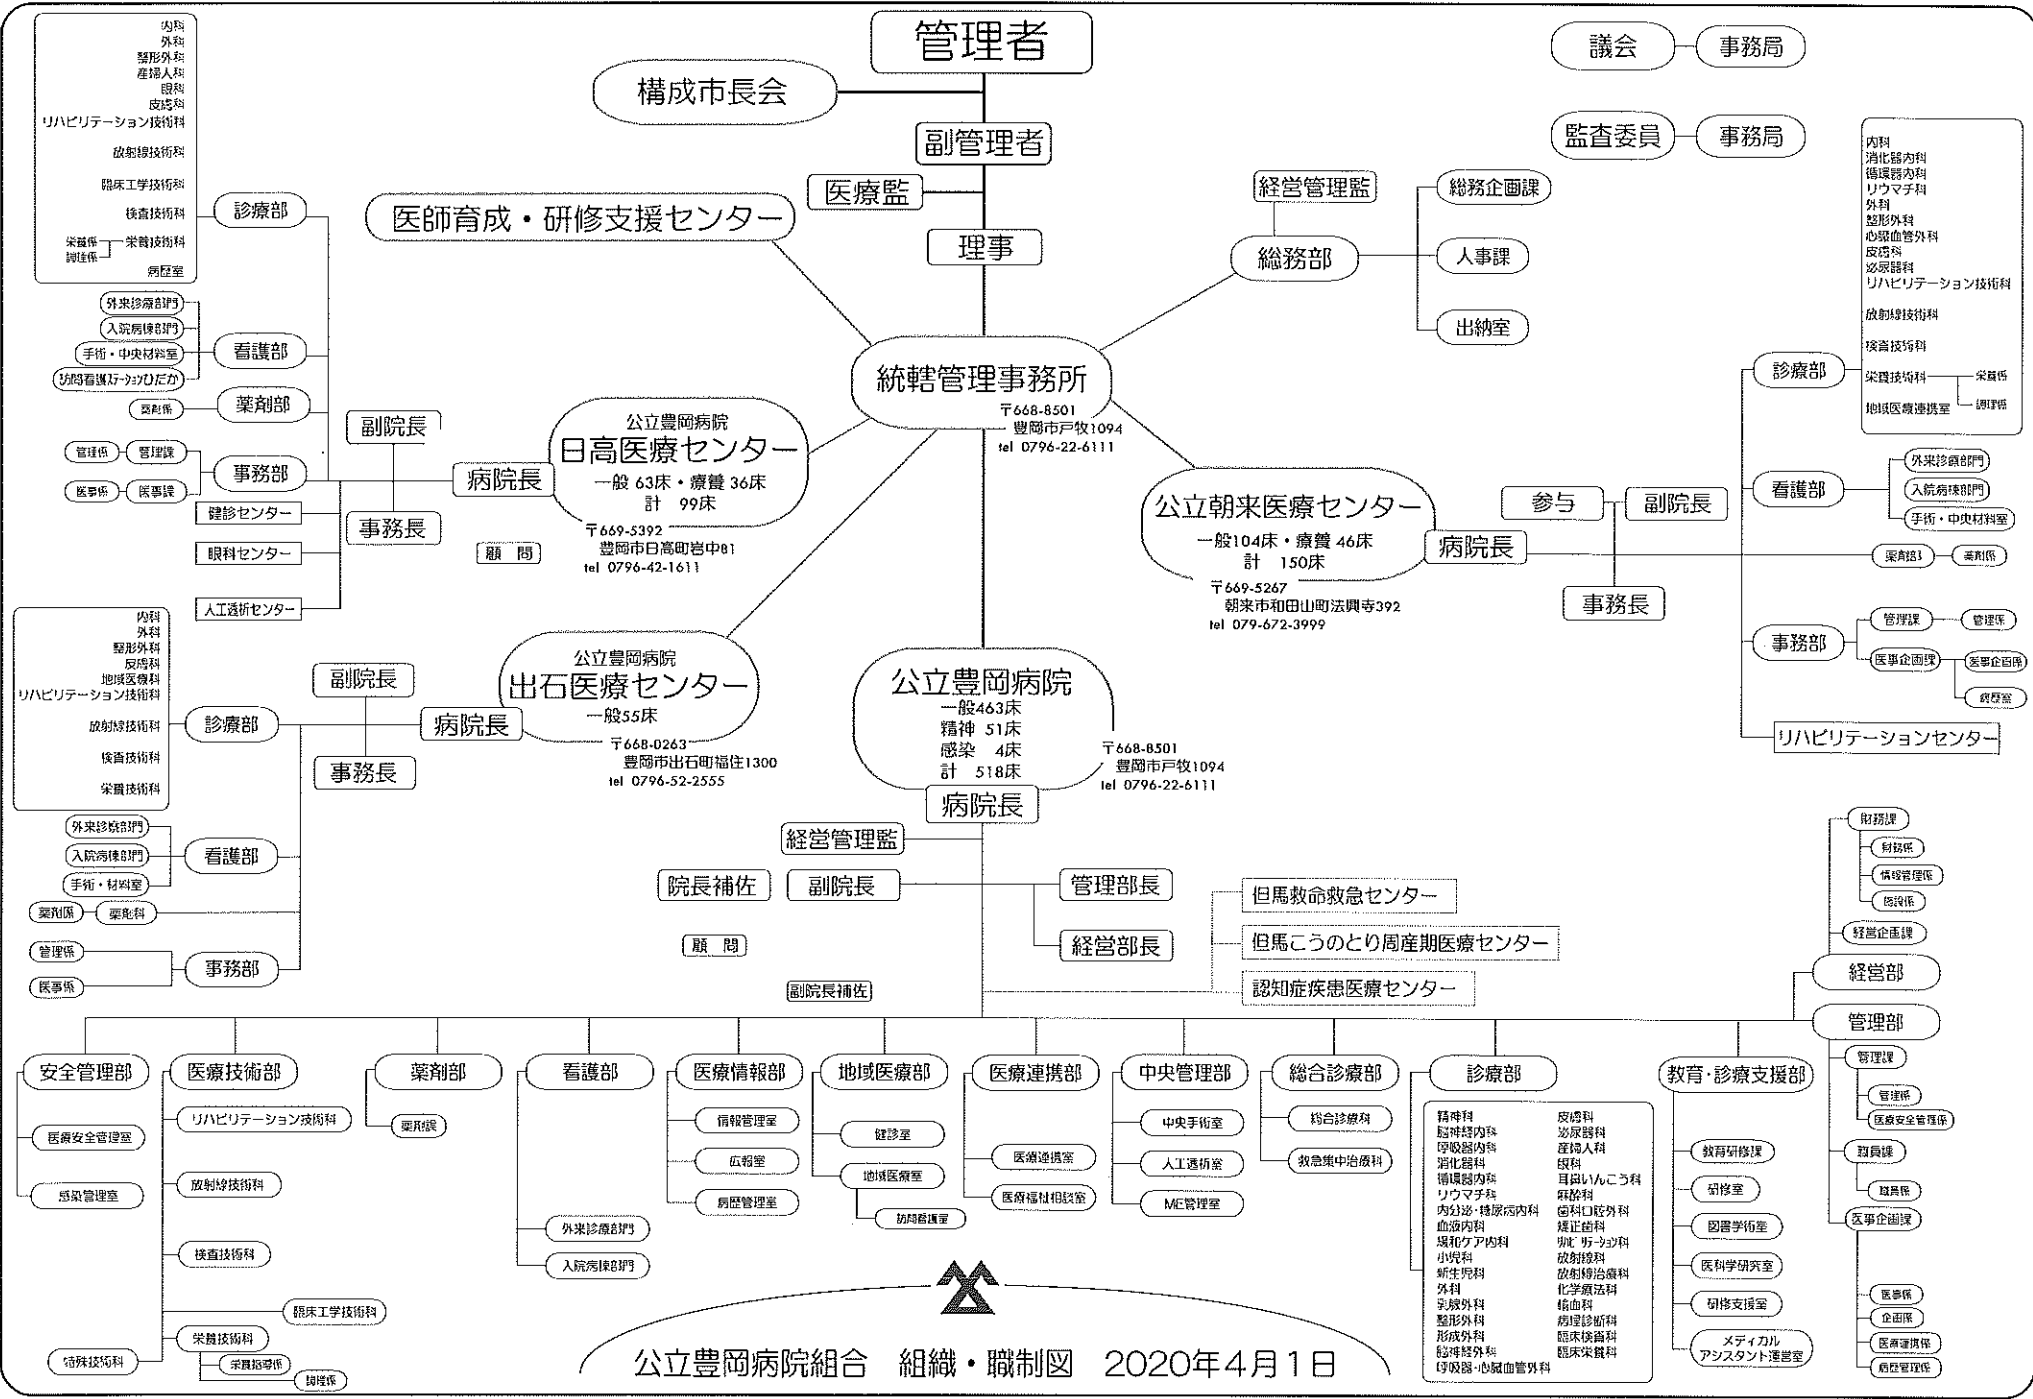 管理者
構成市長会
副管理者
医療監
理事
医師育成・研修支援センター
議会
事務局
監査委員
事務局
経営管理監
総務部
総務企画課
人事課
出納室
統轄管理事務所
〒668-8501
豊岡市戸牧1094
tel 0796-22-6111
内科
外科
整形外科
産婦人科
眼科
皮膚科
リハビリテーション技術科
放射線技術科
臨床工学技術科
検査技術科
栄養係
調理係
栄養技術科
病歴室
診療部
外来診療部門
入院病棟部門
手術・中央材料室
訪問看護ステーションひだか
看護部
薬剤係
薬剤部
管理係
管理課
医事係
医事課
事務部
健診センター
眼科センター
人工透析センター
副院長
病院長
事務長
顧 問
公立豊岡病院
日高医療センター
一般 63床・療養 36床
計 99床
〒669-5392
豊岡市日高町岩中81
tel 0796-42-1611
内科
外科
整形外科
皮膚科
地域医療科
リハビリテーション技術科
放射線技術科
検査技術科
栄養技術科
診療部
外来診療部門
入院病棟部門
手術・材料室
看護部
薬剤係
薬剤科
管理係
医事係
事務部
副院長
病院長
事務長
公立豊岡病院
出石医療センター
一般55床
〒668-0263
豊岡市出石町福住1300
tel 0796-52-2555
公立朝来医療センター
一般104床・療養 46床
計 150床
〒669-5267
朝来市和田山町法興寺392
tel 079-672-3999
病院長
参与
副院長
事務長
内科
消化器内科
循環器内科
リウマチ科
外科
整形外科
心臓血管外科
皮膚科
泌尿器科
リハビリテーション技術科
放射線技術科
検査技術科
栄養技術科
栄養係
調理係
地域医療連携室
診療部
看護部
外来診療部門
入院病棟部門
手術・中央材料室
薬剤部
薬剤係
事務部
管理課
管理係
医事企画課
医事企画係
病歴室
リハビリテーションセンター
公立豊岡病院
一般463床
精神 51床
感染 4床
計 518床
〒668-8501
豊岡市戸牧1094
tel 0796-22-6111
病院長
経営管理監
院長補佐
副院長
管理部長
経営部長
顧 問
副院長補佐
但馬救命救急センター
但馬こうのとり周産期医療センター
認知症疾患医療センター
財務課
財務係
情報管理係
施設係
経営企画課
経営部
管理部
管理課
管理係
医療安全管理係
職員課
職員係
医事企画課
医事係
企画係
医療連携係
病歴管理係
安全管理部
医療安全管理室
感染管理室
医療技術部
リハビリテーション技術科
放射線技術科
検査技術科
臨床工学技術科
栄養技術科
栄養指導係
調理係
特殊技術科
薬剤部
薬剤課
看護部
外来診療部門
入院病棟部門
医療情報部
情報管理室
広報室
病歴管理室
地域医療部
健診室
地域医療室
訪問看護室
医療連携部
医療連携室
医療福祉相談室
中央管理部
中央手術室
人工透析室
ME管理室
総合診療部
総合診療科
救急集中治療科
診療部
精神科
脳神経内科
呼吸器内科
消化器科
循環器内科
リウマチ科
内分泌・糖尿病内科
血液内科
緩和ケア内科
小児科
新生児科
外科
乳腺外科
整形外科
形成外科
脳神経外科
呼吸器・心臓血管外科
皮膚科
泌尿器科
産婦人科
眼科
耳鼻いんこう科
麻酔科
歯科口腔外科
矯正歯科
リハビリテーション科
放射線科
放射線治療科
化学療法科
輸血科
病理診断科
臨床検査科
臨床栄養科
教育・診療支援部
教育研修課
研修室
図書学術室
医科学研究室
研修支援室
メディカル
アシスタント運営室
公立豊岡病院組合 組織・職制図 2020年4月1日